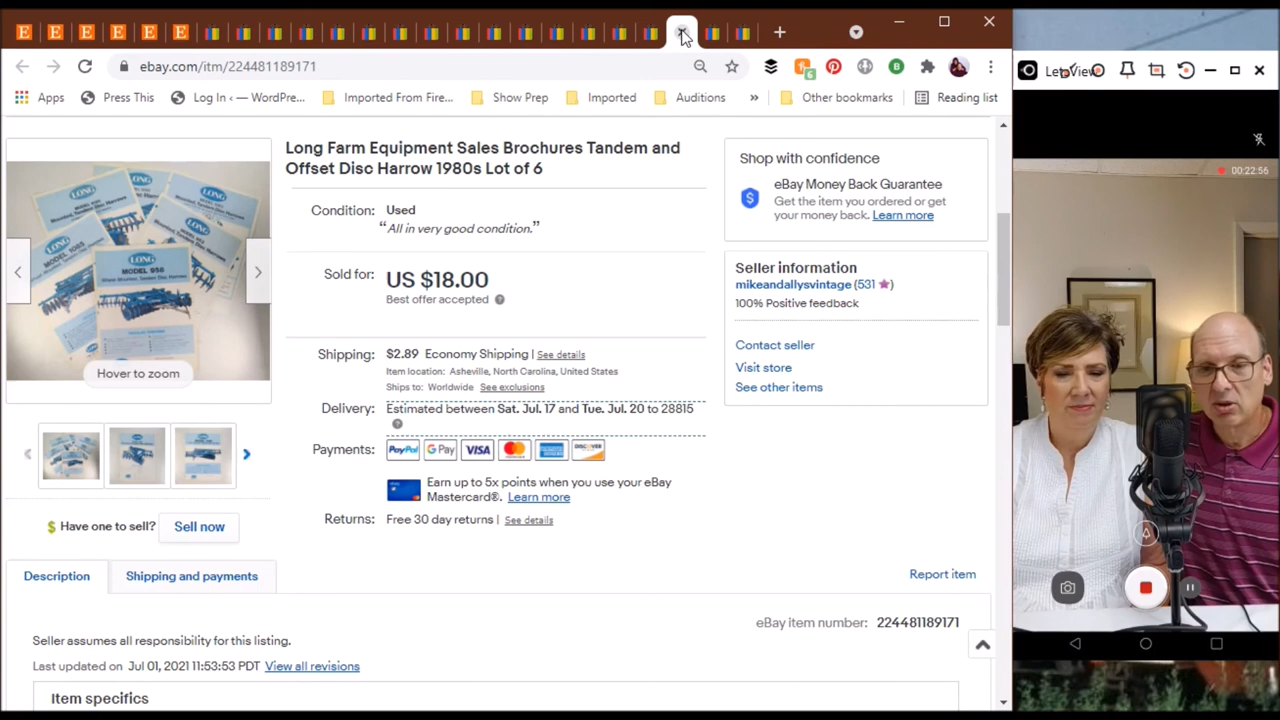 ebay.com/itm/224481189171
6
Apps
Press This
Log In ‹ — WordPre...
Imported From Fire...
Show Prep
Imported
Auditions
»
Other bookmarks
Reading list
Long Farm Equipment Sales Brochures Tandem and
Offset Disc Harrow 1980s Lot of 6
Condition: Used
"All in very good condition."
Sold for: US $18.00
Best offer accepted
Shipping: $2.89 Economy Shipping | See details
Item location: Asheville, North Carolina, United States
Ships to: Worldwide See exclusions
Delivery: Estimated between Sat. Jul. 17 and Tue. Jul. 20 to 28815
Payments: PayPal G Pay VISA
DISCOVER
Earn up to 5x points when you use your eBay
Mastercard®. Learn more
Returns: Free 30 day returns | See details
LONG
MODEL 958
Hover to zoom
$ Have one to sell? Sell now
Shop with confidence
eBay Money Back Guarantee
Get the item you ordered or get
your money back. Learn more
Seller information
mikeandallysvintage (531)
100% Positive feedback
Contact seller
Visit store
See other items
Description
Shipping and payments
Report item
eBay item number: 224481189171
Seller assumes all responsibility for this listing.
Last updated on Jul 01, 2021 11:53:53 PDT View all revisions
Item specifics
00:22:56